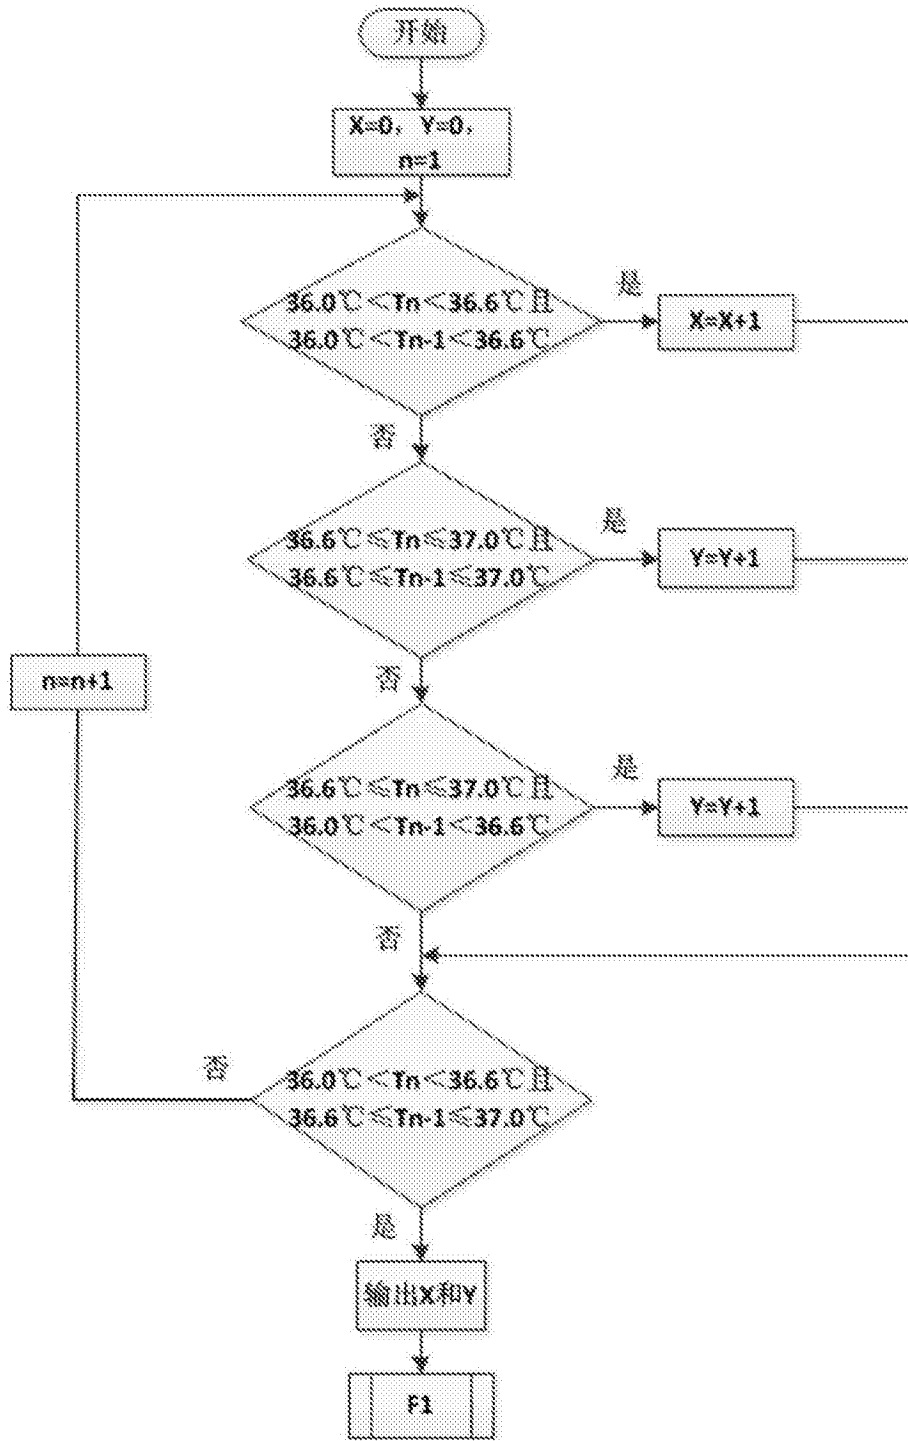 开始
X=0，Y=0，
n=1
36.0℃＜Tn＜36.6℃且
36.0℃＜Tn-1＜36.6℃
是
X=X+1
否
36.6℃≤Tn≤37.0℃且
36.6℃≤Tn-1≤37.0℃
是
Y=Y+1
n=n+1
否
36.6℃≤Tn≤37.0℃且
36.0℃＜Tn-1＜36.6℃
是
Y=Y+1
否
36.0℃＜Tn＜36.6℃且
36.6℃≤Tn-1≤37.0℃
否
是
输出X和Y
F1